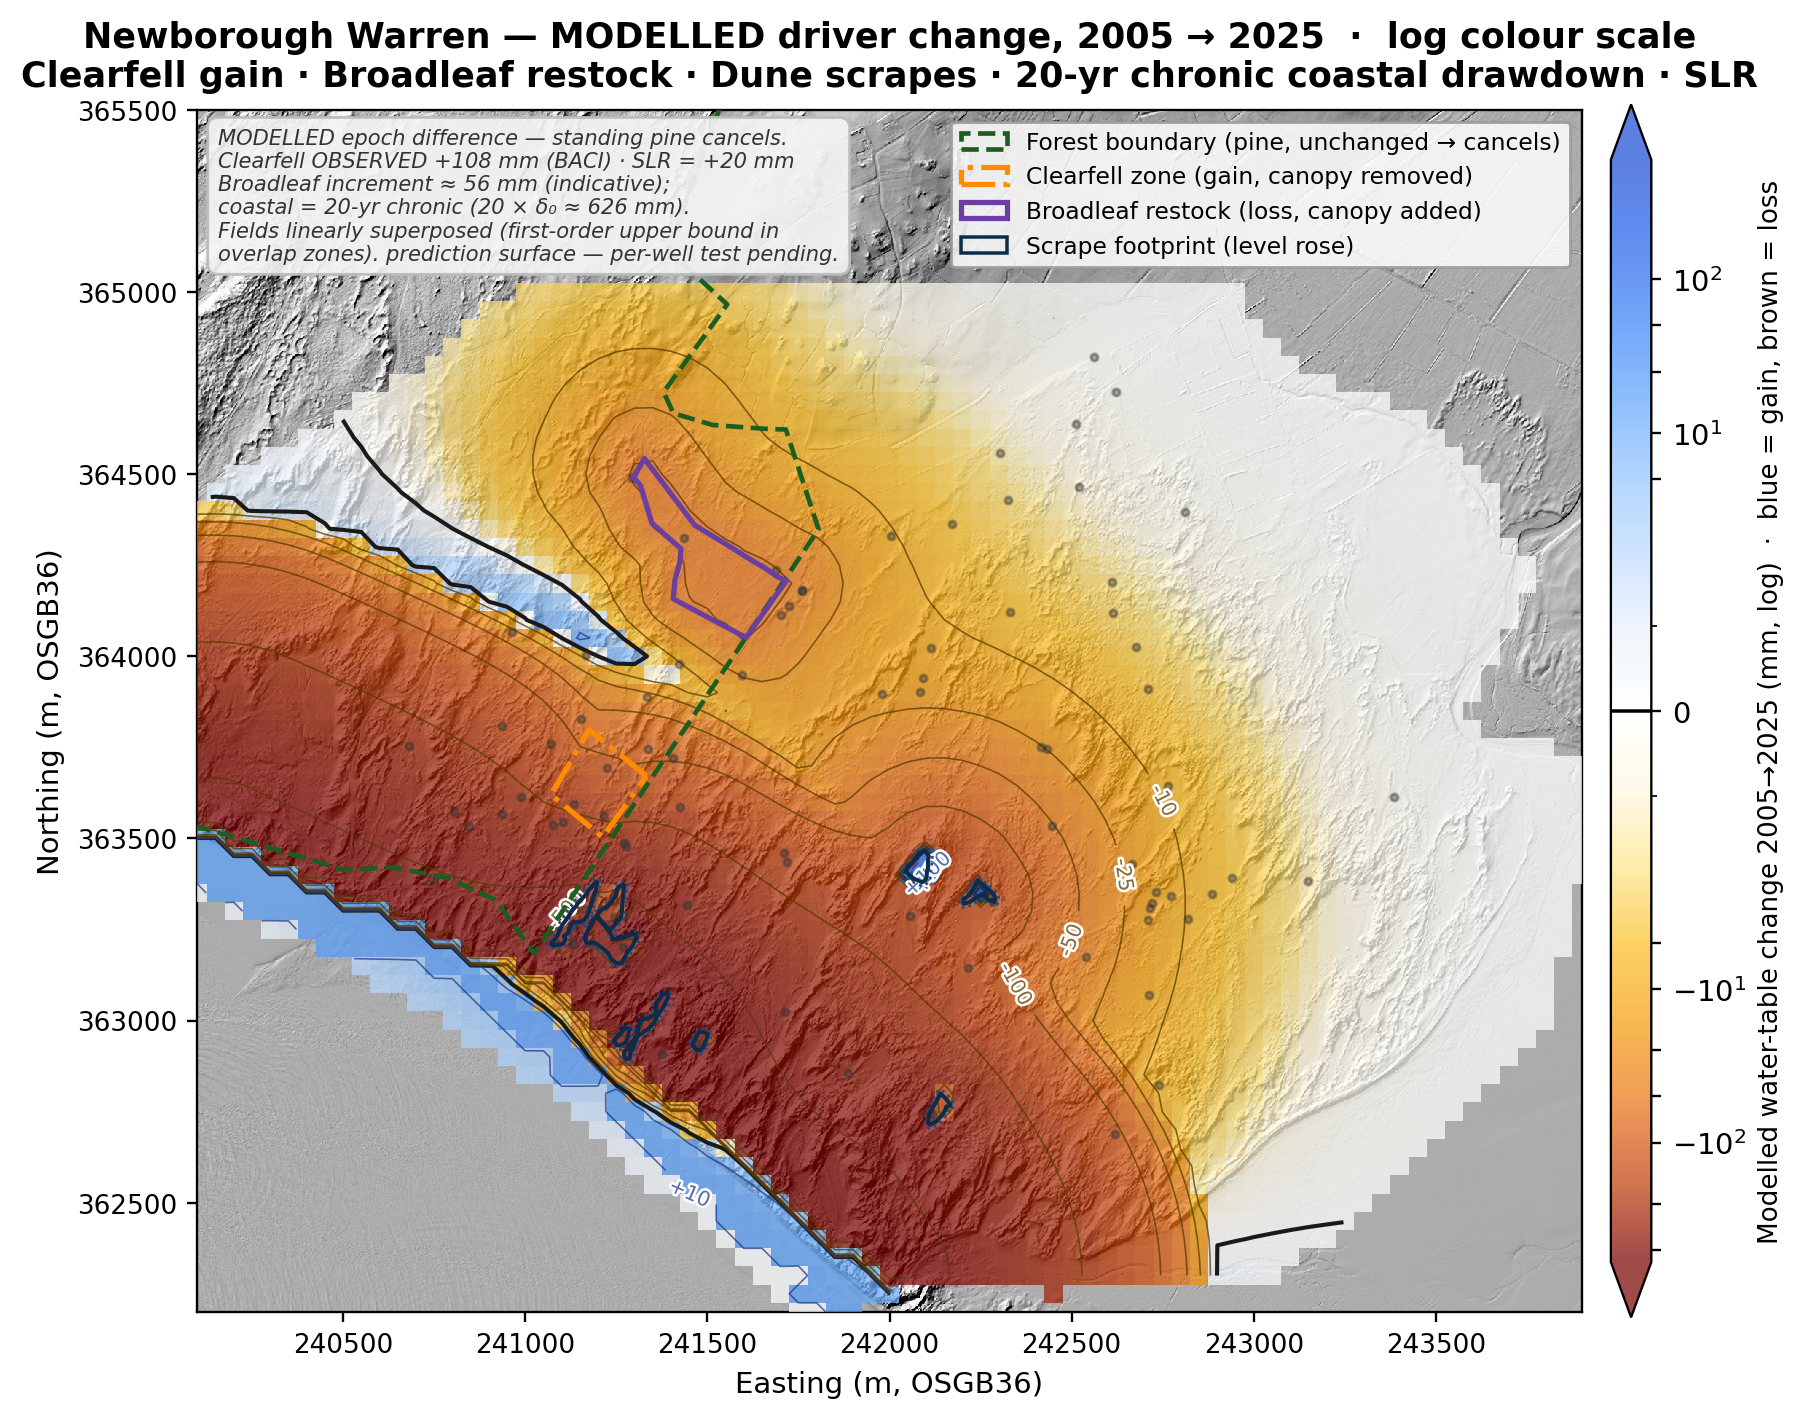 Newborough Warren — MODELLED driver change, 2005 → 2025 · log colour scale
Clearfell gain · Broadleaf restock · Dune scrapes · 20-yr chronic coastal drawdown · SLR
MODELLED epoch difference — standing pine cancels.
Clearfell OBSERVED +108 mm (BACI) · SLR = +20 mm
Broadleaf increment ≈ 56 mm (indicative);
coastal = 20-yr chronic (20 × δ₀ ≈ 626 mm).
Fields linearly superposed (first-order upper bound in
overlap zones). prediction surface — per-well test pending.
Forest boundary (pine, unchanged → cancels)
Clearfell zone (gain, canopy removed)
Broadleaf restock (loss, canopy added)
Scrape footprint (level rose)
365500
365000
364500
364000
363500
363000
362500
Northing (m, OSGB36)
240500
241000
241500
242000
242500
243000
243500
Easting (m, OSGB36)
-10
-25
-50
-100
+10
10²
10¹
0
−10¹
−10²
Modelled water-table change 2005→2025 (mm, log) · blue = gain, brown = loss